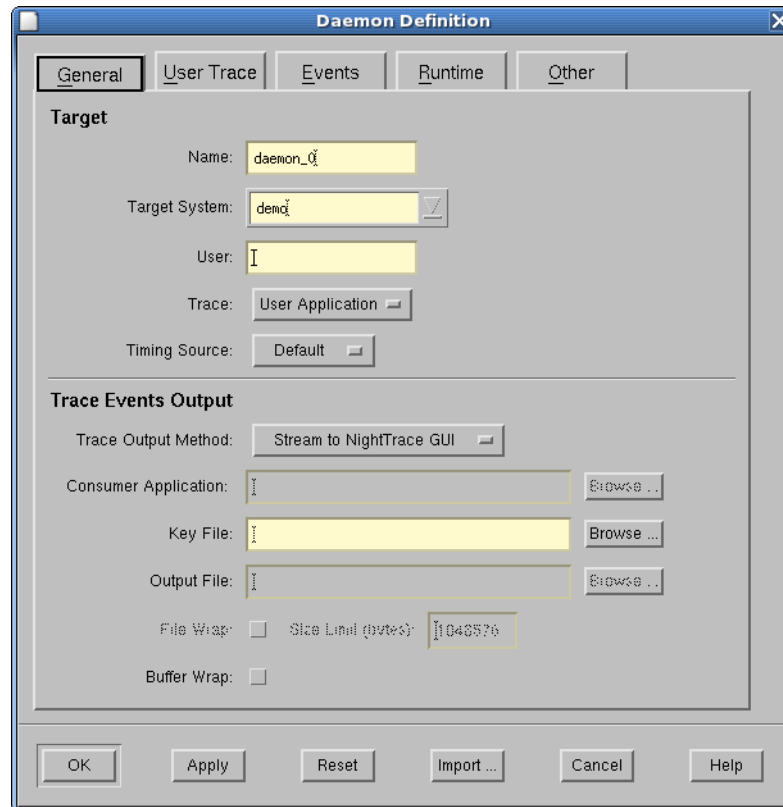 Daemon Definition
General User Trace Events Runtime Other
Target
Name: daemon_0
Target System: demo
User:
Trace: User Application
Timing Source: Default
Trace Events Output
Trace Output Method: Stream to NightTrace GUI
Consumer Application: Browse ...
Key File: Browse ...
Output File: Browse ...
File Wrap: Size Limit (bytes): 1048576
Buffer Wrap:
OK Apply Reset Import ... Cancel Help